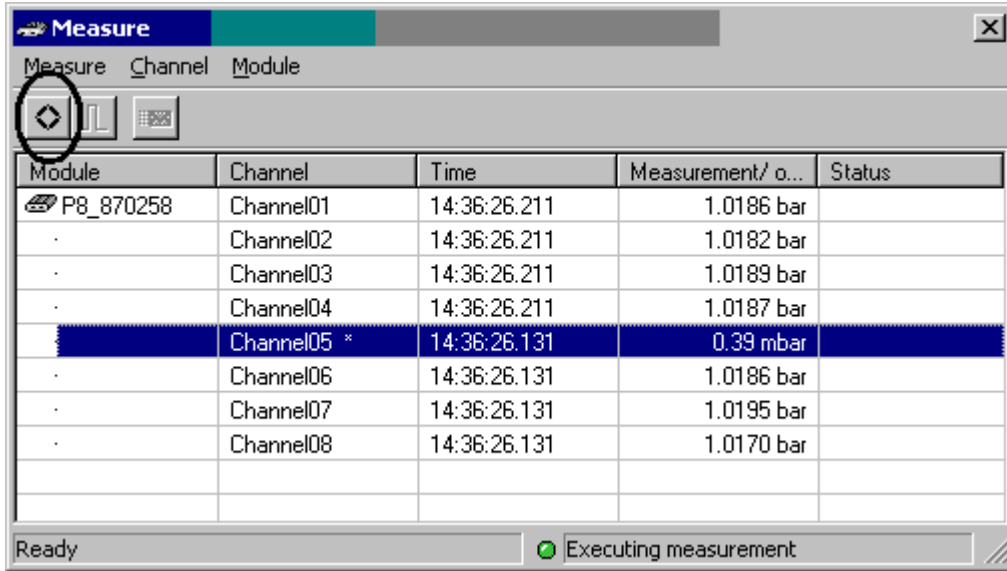 Measure
Measure Channel Module
Module Channel Time Measurement/ o... Status
P8_870258 Channel01 14:36:26.211 1.0186 bar
Channel02 14:36:26.211 1.0182 bar
Channel03 14:36:26.211 1.0189 bar
Channel04 14:36:26.211 1.0187 bar
Channel05 * 14:36:26.131 0.39 mbar
Channel06 14:36:26.131 1.0186 bar
Channel07 14:36:26.131 1.0195 bar
Channel08 14:36:26.131 1.0170 bar
Ready Executing measurement